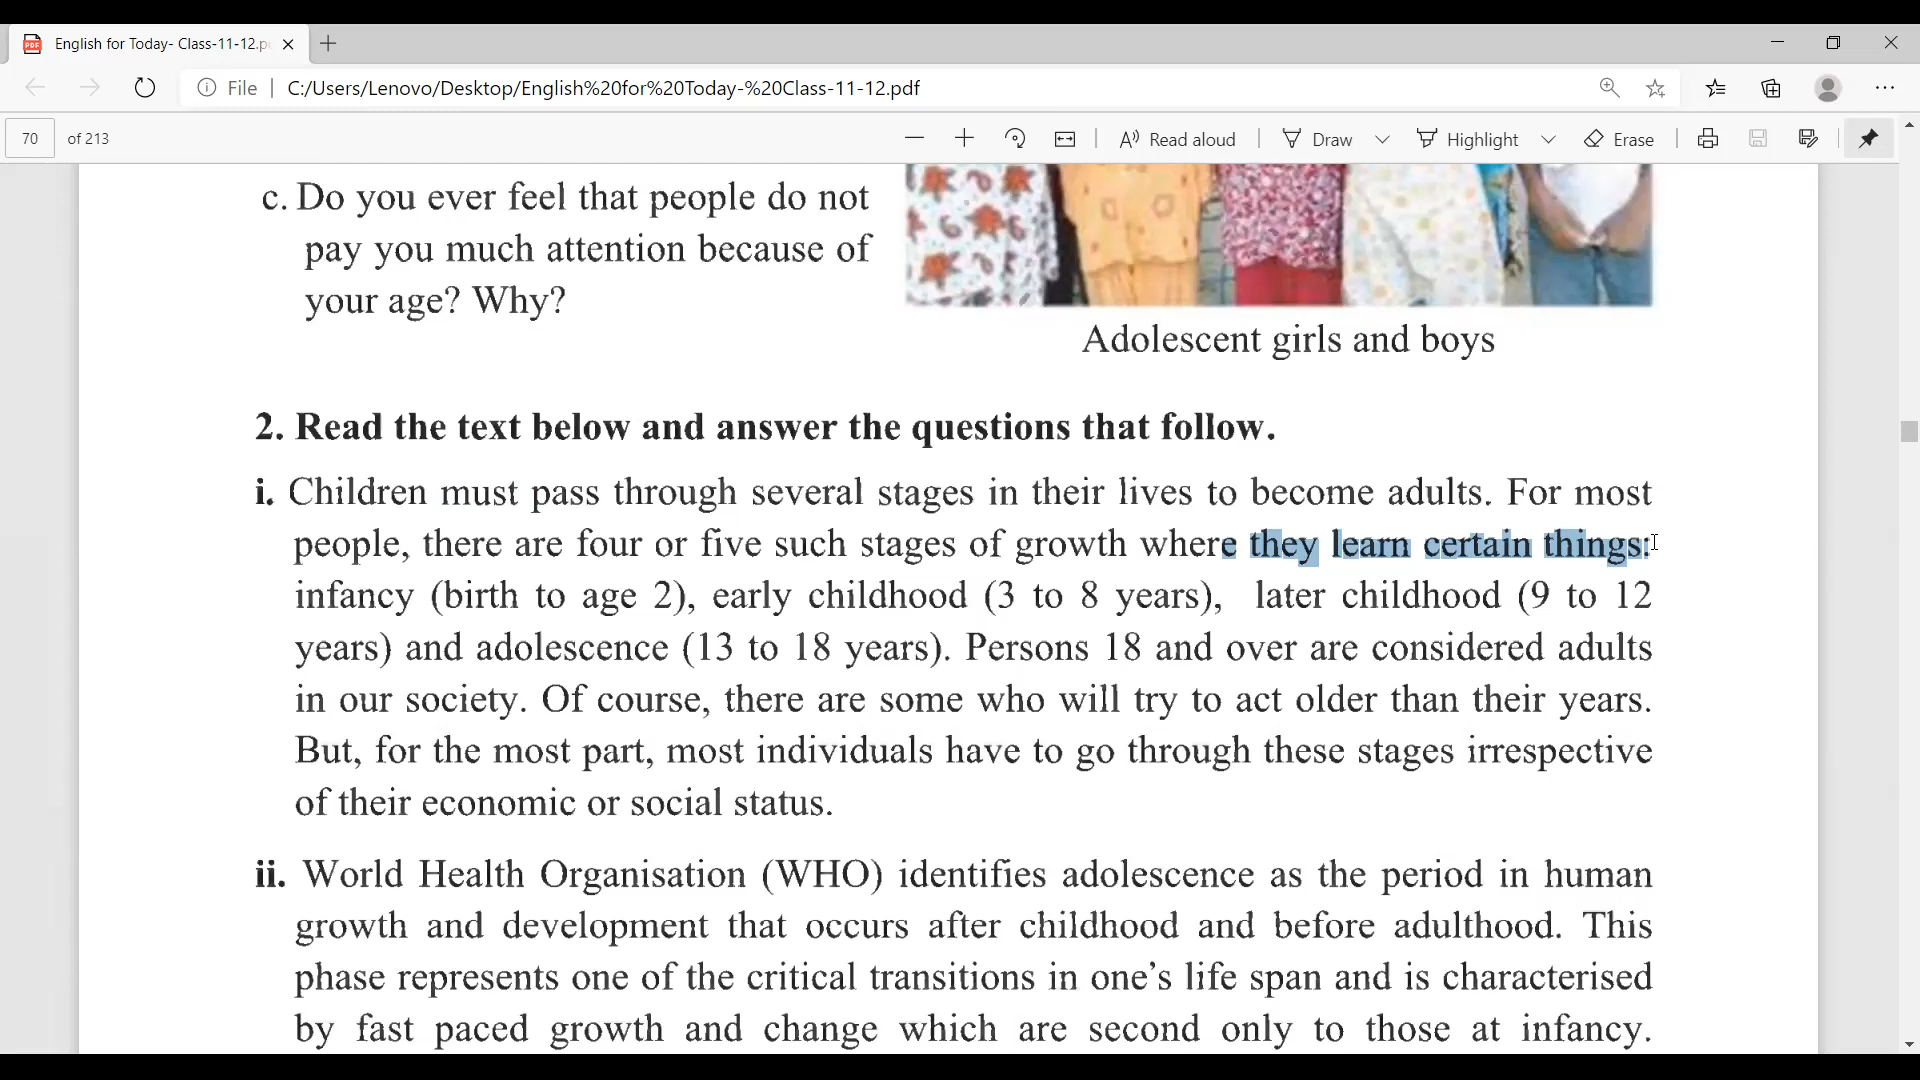 English for Today- Class-11-12.p
File | C:/Users/Lenovo/Desktop/English%20for%20Today-%20Class-11-12.pdf
70 of 213 Read aloud Draw Highlight Erase
c. Do you ever feel that people do not
pay you much attention because of
your age? Why?
Adolescent girls and boys
2. Read the text below and answer the questions that follow.
i. Children must pass through several stages in their lives to become adults. For most
people, there are four or five such stages of growth where they learn certain things:
infancy (birth to age 2), early childhood (3 to 8 years), later childhood (9 to 12
years) and adolescence (13 to 18 years). Persons 18 and over are considered adults
in our society. Of course, there are some who will try to act older than their years.
But, for the most part, most individuals have to go through these stages irrespective
of their economic or social status.
ii. World Health Organisation (WHO) identifies adolescence as the period in human
growth and development that occurs after childhood and before adulthood. This
phase represents one of the critical transitions in one’s life span and is characterised
by fast paced growth and change which are second only to those at infancy.